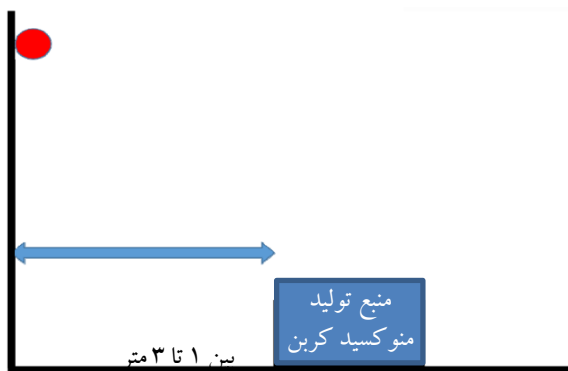 منبع تولید
منوکسید کربن
بین ۱ تا ۳ متر